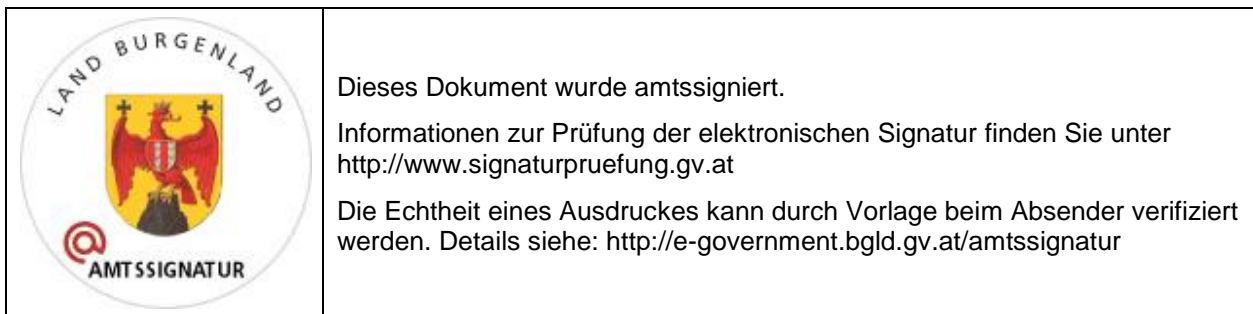 LAND BURGENLAND
@
AMTSSIGNATUR
Dieses Dokument wurde amtssigniert.
Informationen zur Prüfung der elektronischen Signatur finden Sie unter
http://www.signaturpruefung.gv.at
Die Echtheit eines Ausdruckes kann durch Vorlage beim Absender verifiziert
werden. Details siehe: http://e-government.bgld.gv.at/amtssignatur